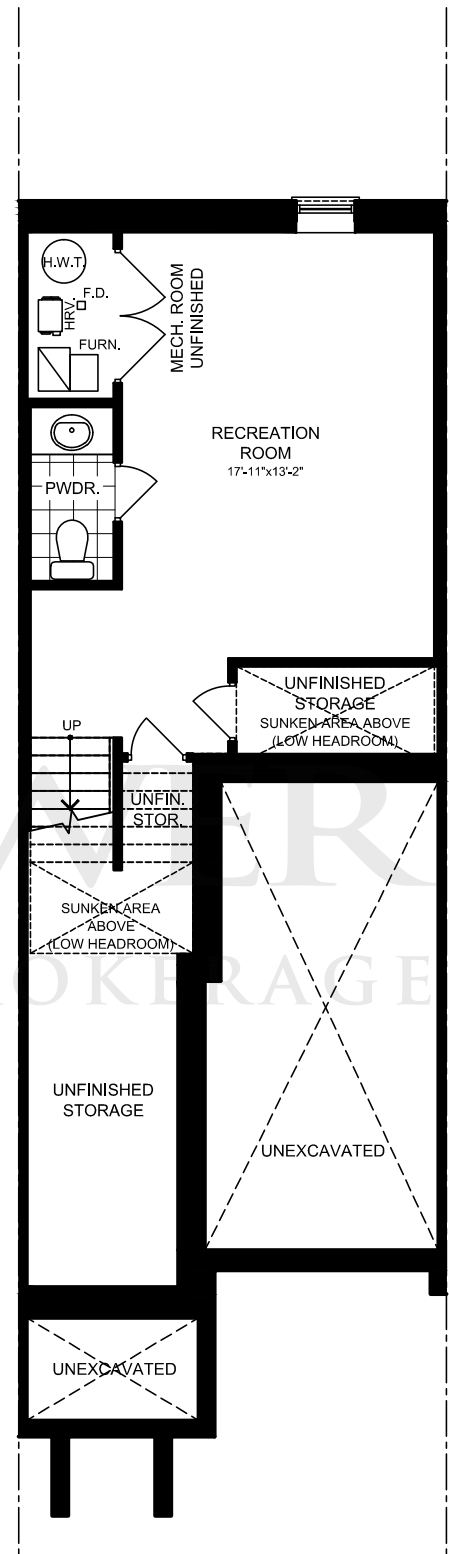 H.W.T.
F.D.
HRV.
FURN.
MECH. ROOM
UNFINISHED
RECREATION
ROOM
17'-11"x13'-2"
PWDR.
UNFINISHED
STORAGE
SUNKEN AREA ABOVE
(LOW HEADROOM)
UP
UNFIN.
STOR.
SUNKEN AREA
ABOVE
(LOW HEADROOM)
UNFINISHED
STORAGE
UNEXCAVATED
UNEXCAVATED